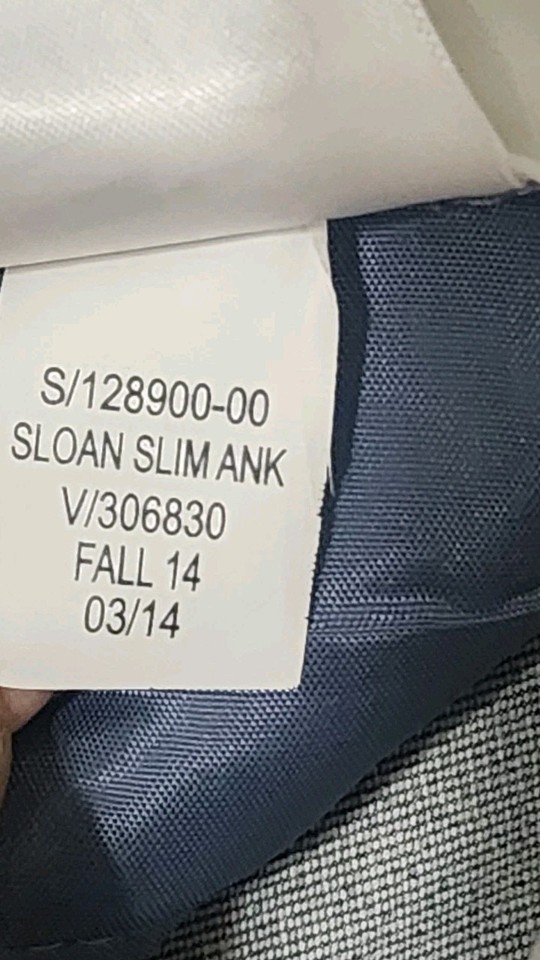 S/128900-00
SLOAN SLIM ANK
V/306830
FALL 14
03/14